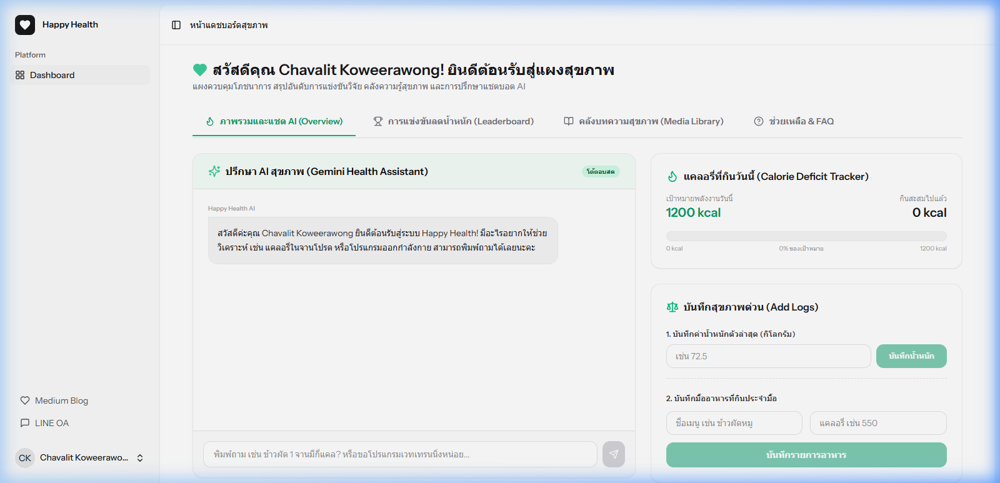 Happy Health
Platform
Dashboard
Medium Blog
LINE OA
CK
Chavalit Koweerawo...
หน้าแดชบอร์ดสุขภาพ
สวัสดีคุณ Chavalit Koweerawong! ยินดีต้อนรับสู่แผงสุขภาพ
แผงควบคุมโภชนาการ สรุปอันดับการแข่งขันวิจัย คลังความรู้สุขภาพ และการปรึกษาแชตบอต AI
ภาพรวมและแชต AI (Overview)
การแข่งขันลดน้ำหนัก (Leaderboard)
คลังบทความสุขภาพ (Media Library)
ช่วยเหลือ & FAQ
ปรึกษา AI สุขภาพ (Gemini Health Assistant)
โต้ตอบสด
Happy Health AI
สวัสดีค่ะคุณ Chavalit Koweerawong ยินดีต้อนรับสู่ระบบ Happy Health! มีอะไรอยากให้ช่วย
วิเคราะห์ เช่น แคลอรี่ในจานโปรด หรือโปรแกรมออกกำลังกาย สามารถพิมพ์ถามได้เลยนะคะ
พิมพ์ถาม เช่น ข้าวผัด 1 จานมีกี่แคล? หรือขอโปรแกรมเวทเทรนนิ่งหน่อย...
แคลอรี่ที่กินวันนี้ (Calorie Deficit Tracker)
เป้าหมายพลังงานวันนี้
กินสะสมไปแล้ว
1200 kcal
0 kcal
0 kcal
0% ของเป้าหมาย
1200 kcal
บันทึกสุขภาพด่วน (Add Logs)
1. บันทึกค่าน้ำหนักตัวล่าสุด (กิโลกรัม)
เช่น 72.5
บันทึกน้ำหนัก
2. บันทึกมื้ออาหารที่กินประจำมื้อ
ชื่อเมนู เช่น ข้าวผัดหมู
แคลอรี่ เช่น 550
บันทึกรายการอาหาร